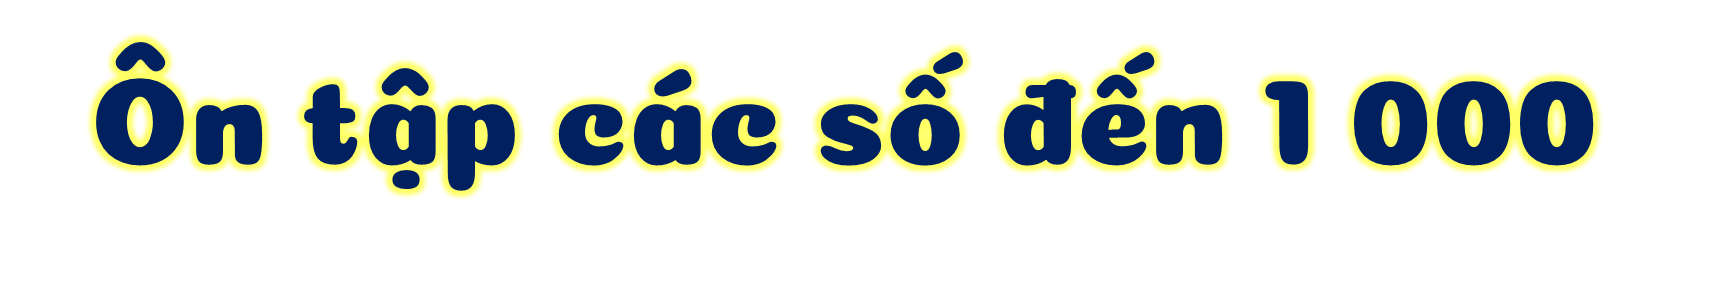 Ôn tập các số đến 1 000